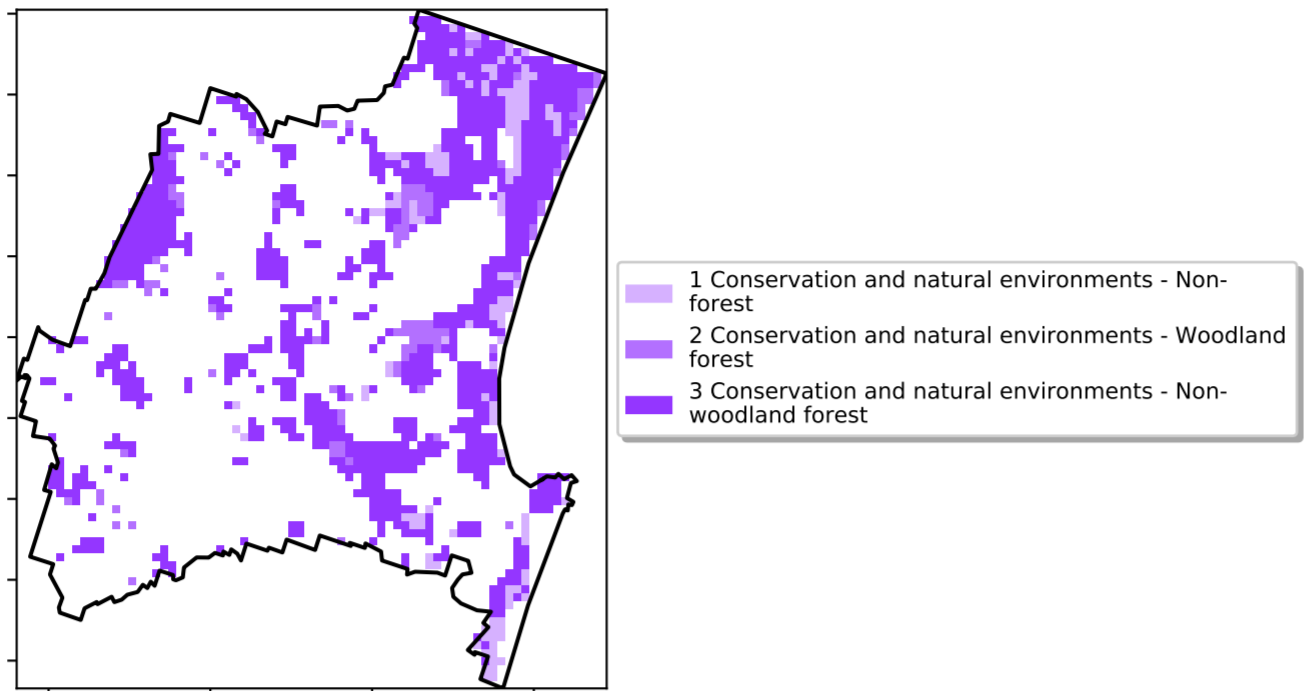 1 Conservation and natural environments - Non-
forest
2 Conservation and natural environments - Woodland
forest
3 Conservation and natural environments - Non-
woodland forest